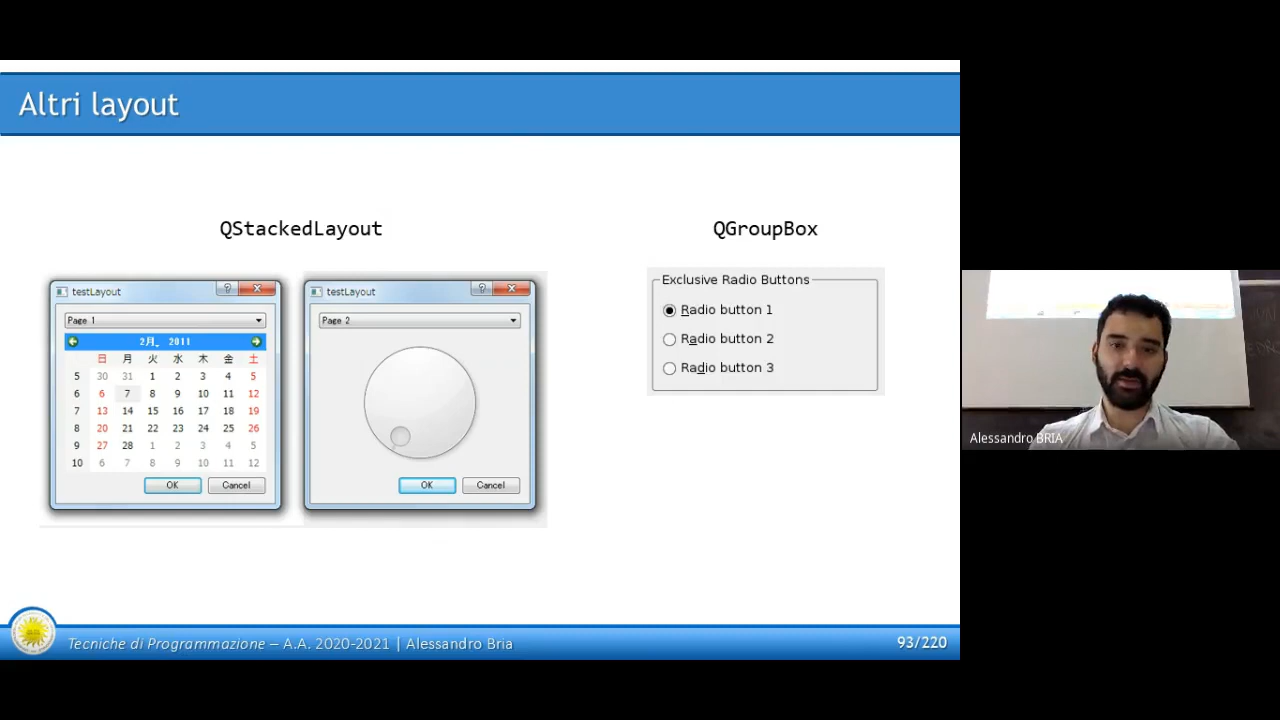 Altri layout
QStackedLayout
QGroupBox
testLayout
Page 1
2月, 2011
日 月 火 水 木 金 土
5 30 31 1 2 3 4 5
6 6 7 8 9 10 11 12
7 13 14 15 16 17 18 19
8 20 21 22 23 24 25 26
9 27 28 1 2 3 4 5
10 6 7 8 9 10 11 12
OK Cancel
testLayout
Page 2
OK Cancel
Exclusive Radio Buttons
Radio button 1
Radio button 2
Radio button 3
Alessandro BRIA
Tecniche di Programmazione – A.A. 2020-2021 | Alessandro Bria
93/220